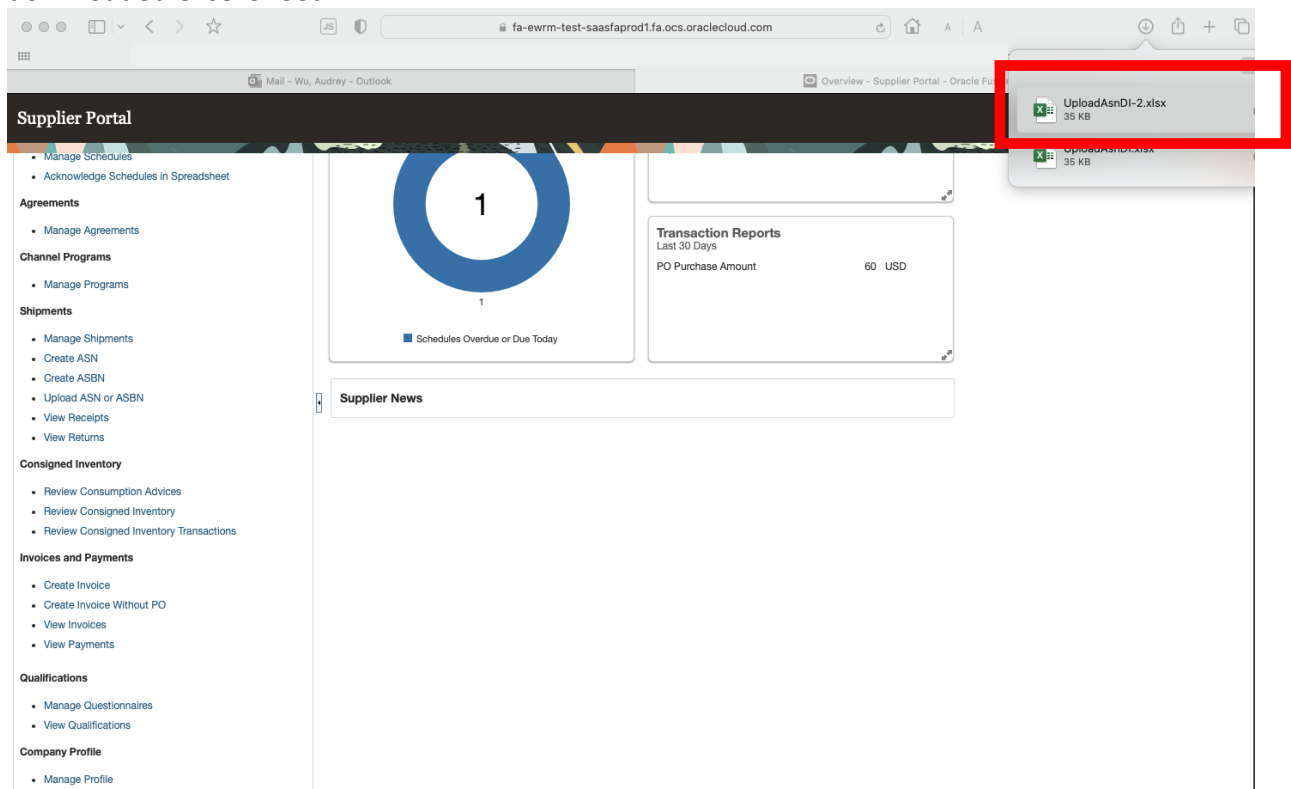 JS
fa-ewrm-test-saasfaprod1.fa.ocs.oraclecloud.com
A A
Mail - Wu, Audrey - Outlook
Overview - Supplier Portal - Oracle
UploadAsnDI-2.xlsx
35 KB
UploadAsnDI.xlsx
35 KB
Supplier Portal
Manage Schedules
Acknowledge Schedules in Spreadsheet
Agreements
Manage Agreements
Channel Programs
Manage Programs
Shipments
Manage Shipments
Create ASN
Create ASBN
Upload ASN or ASBN
View Receipts
View Returns
Consigned Inventory
Review Consumption Advices
Review Consigned Inventory
Review Consigned Inventory Transactions
Invoices and Payments
Create Invoice
Create Invoice Without PO
View Invoices
View Payments
Qualifications
Manage Questionnaires
View Qualifications
Company Profile
Manage Profile
1
1
Schedules Overdue or Due Today
Transaction Reports
Last 30 Days
PO Purchase Amount 60 USD
Supplier News